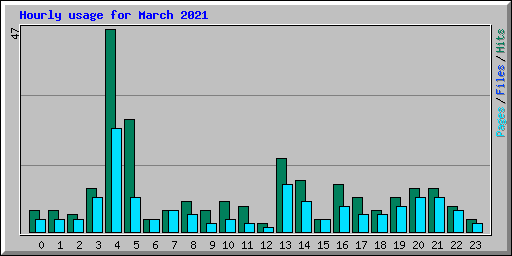 Hourly usage for March 2021
47
Pages/Files/Hits
0 1 2 3 4 5 6 7 8 9 10 11 12 13 14 15 16 17 18 19 20 21 22 23